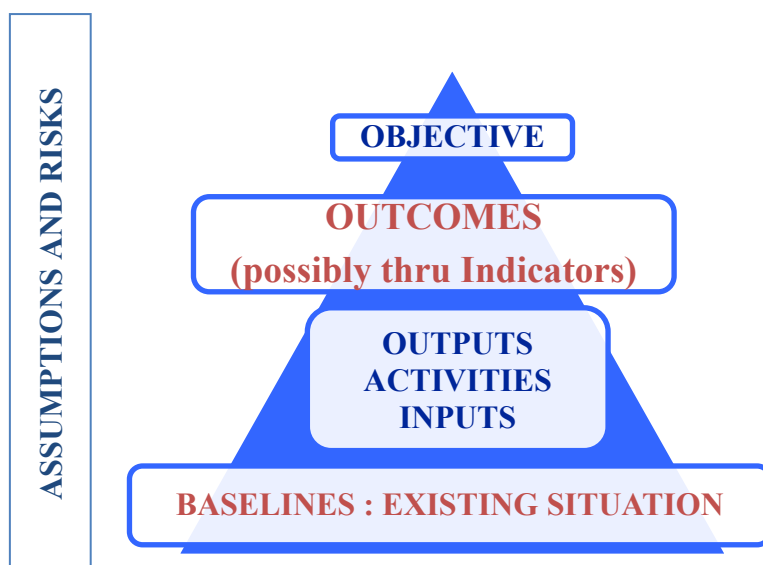 ASSUMPTIONS AND RISKS
OBJECTIVE
OUTCOMES
(possibly thru Indicators)
OUTPUTS
ACTIVITIES
INPUTS
BASELINES : EXISTING SITUATION